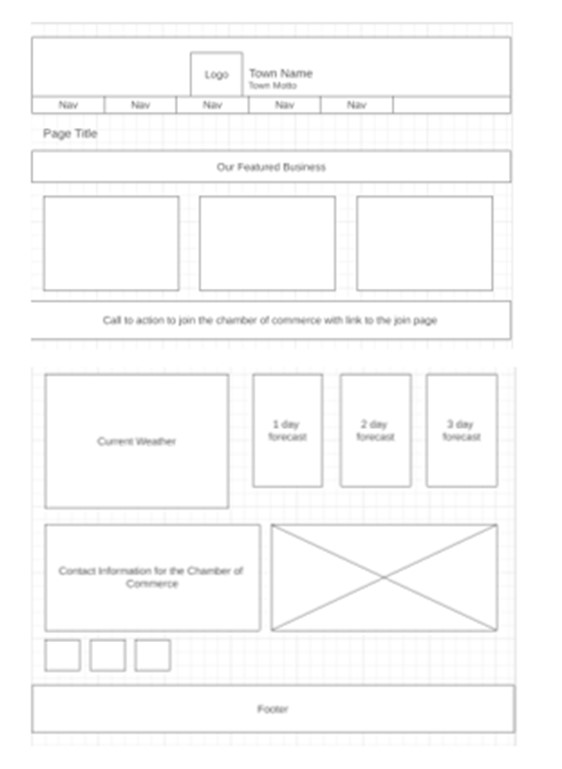 Logo
Town Name
Town Motto
Nav
Nav
Nav
Nav
Nav
Page Title
Our Featured Business
Call to action to join the chamber of commerce with link to the join page
Current Weather
1 day
forecast
2 day
forecast
3 day
forecast
Contact Information for the Chamber of
Commerce
Footer